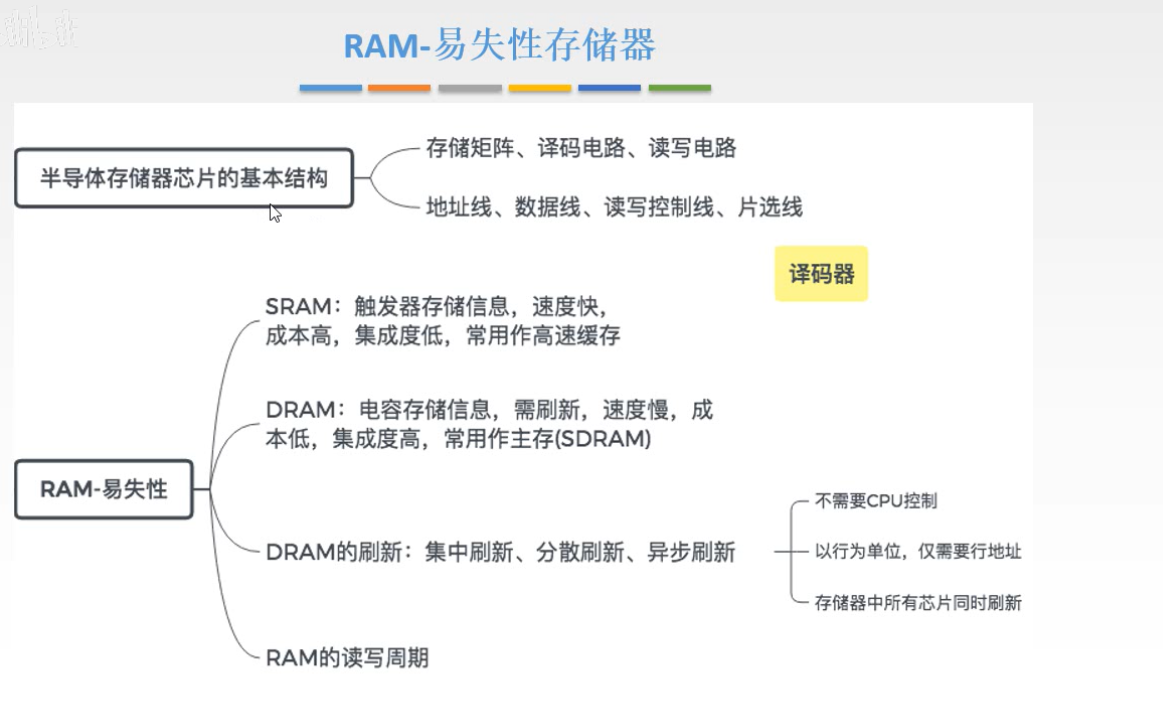 RAM-易失性存储器
半导体存储器芯片的基本结构
存储矩阵、译码电路、读写电路
地址线、数据线、读写控制线、片选线
译码器
RAM-易失性
SRAM：触发器存储信息，速度快，
成本高，集成度低，常用作高速缓存
DRAM：电容存储信息，需刷新，速度慢，成
本低，集成度高，常用作主存(SDRAM)
DRAM的刷新：集中刷新、分散刷新、异步刷新
不需要CPU控制
以行为单位，仅需要行地址
存储器中所有芯片同时刷新
RAM的读写周期